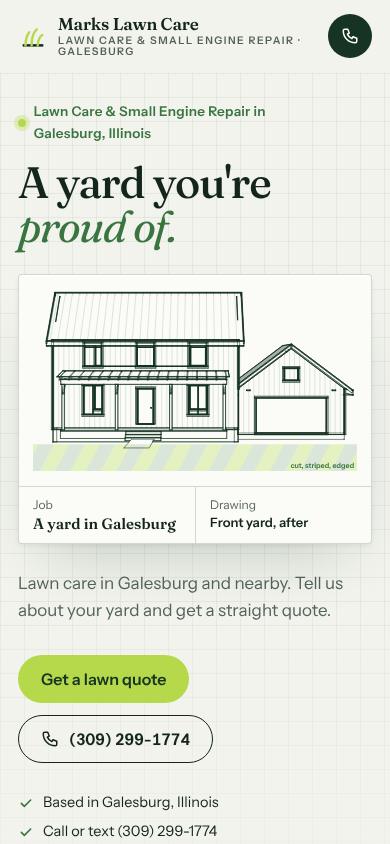 Marks Lawn Care
LAWN CARE & SMALL ENGINE REPAIR ·
GALESBURG
Lawn Care & Small Engine Repair in
Galesburg, Illinois
A yard you're
proud of.
cut, striped, edged
Job
A yard in Galesburg
Drawing
Front yard, after
Lawn care in Galesburg and nearby. Tell us
about your yard and get a straight quote.
Get a lawn quote
(309) 299-1774
Based in Galesburg, Illinois
Call or text (309) 299-1774